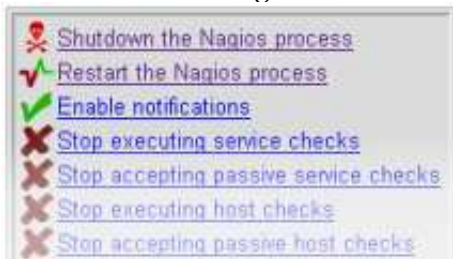 Shutdown the Nagios process
Restart the Nagios process
Enable notifications
Stop executing service checks
Stop accepting passive service checks
Stop executing host checks
Stop accepting passive host checks